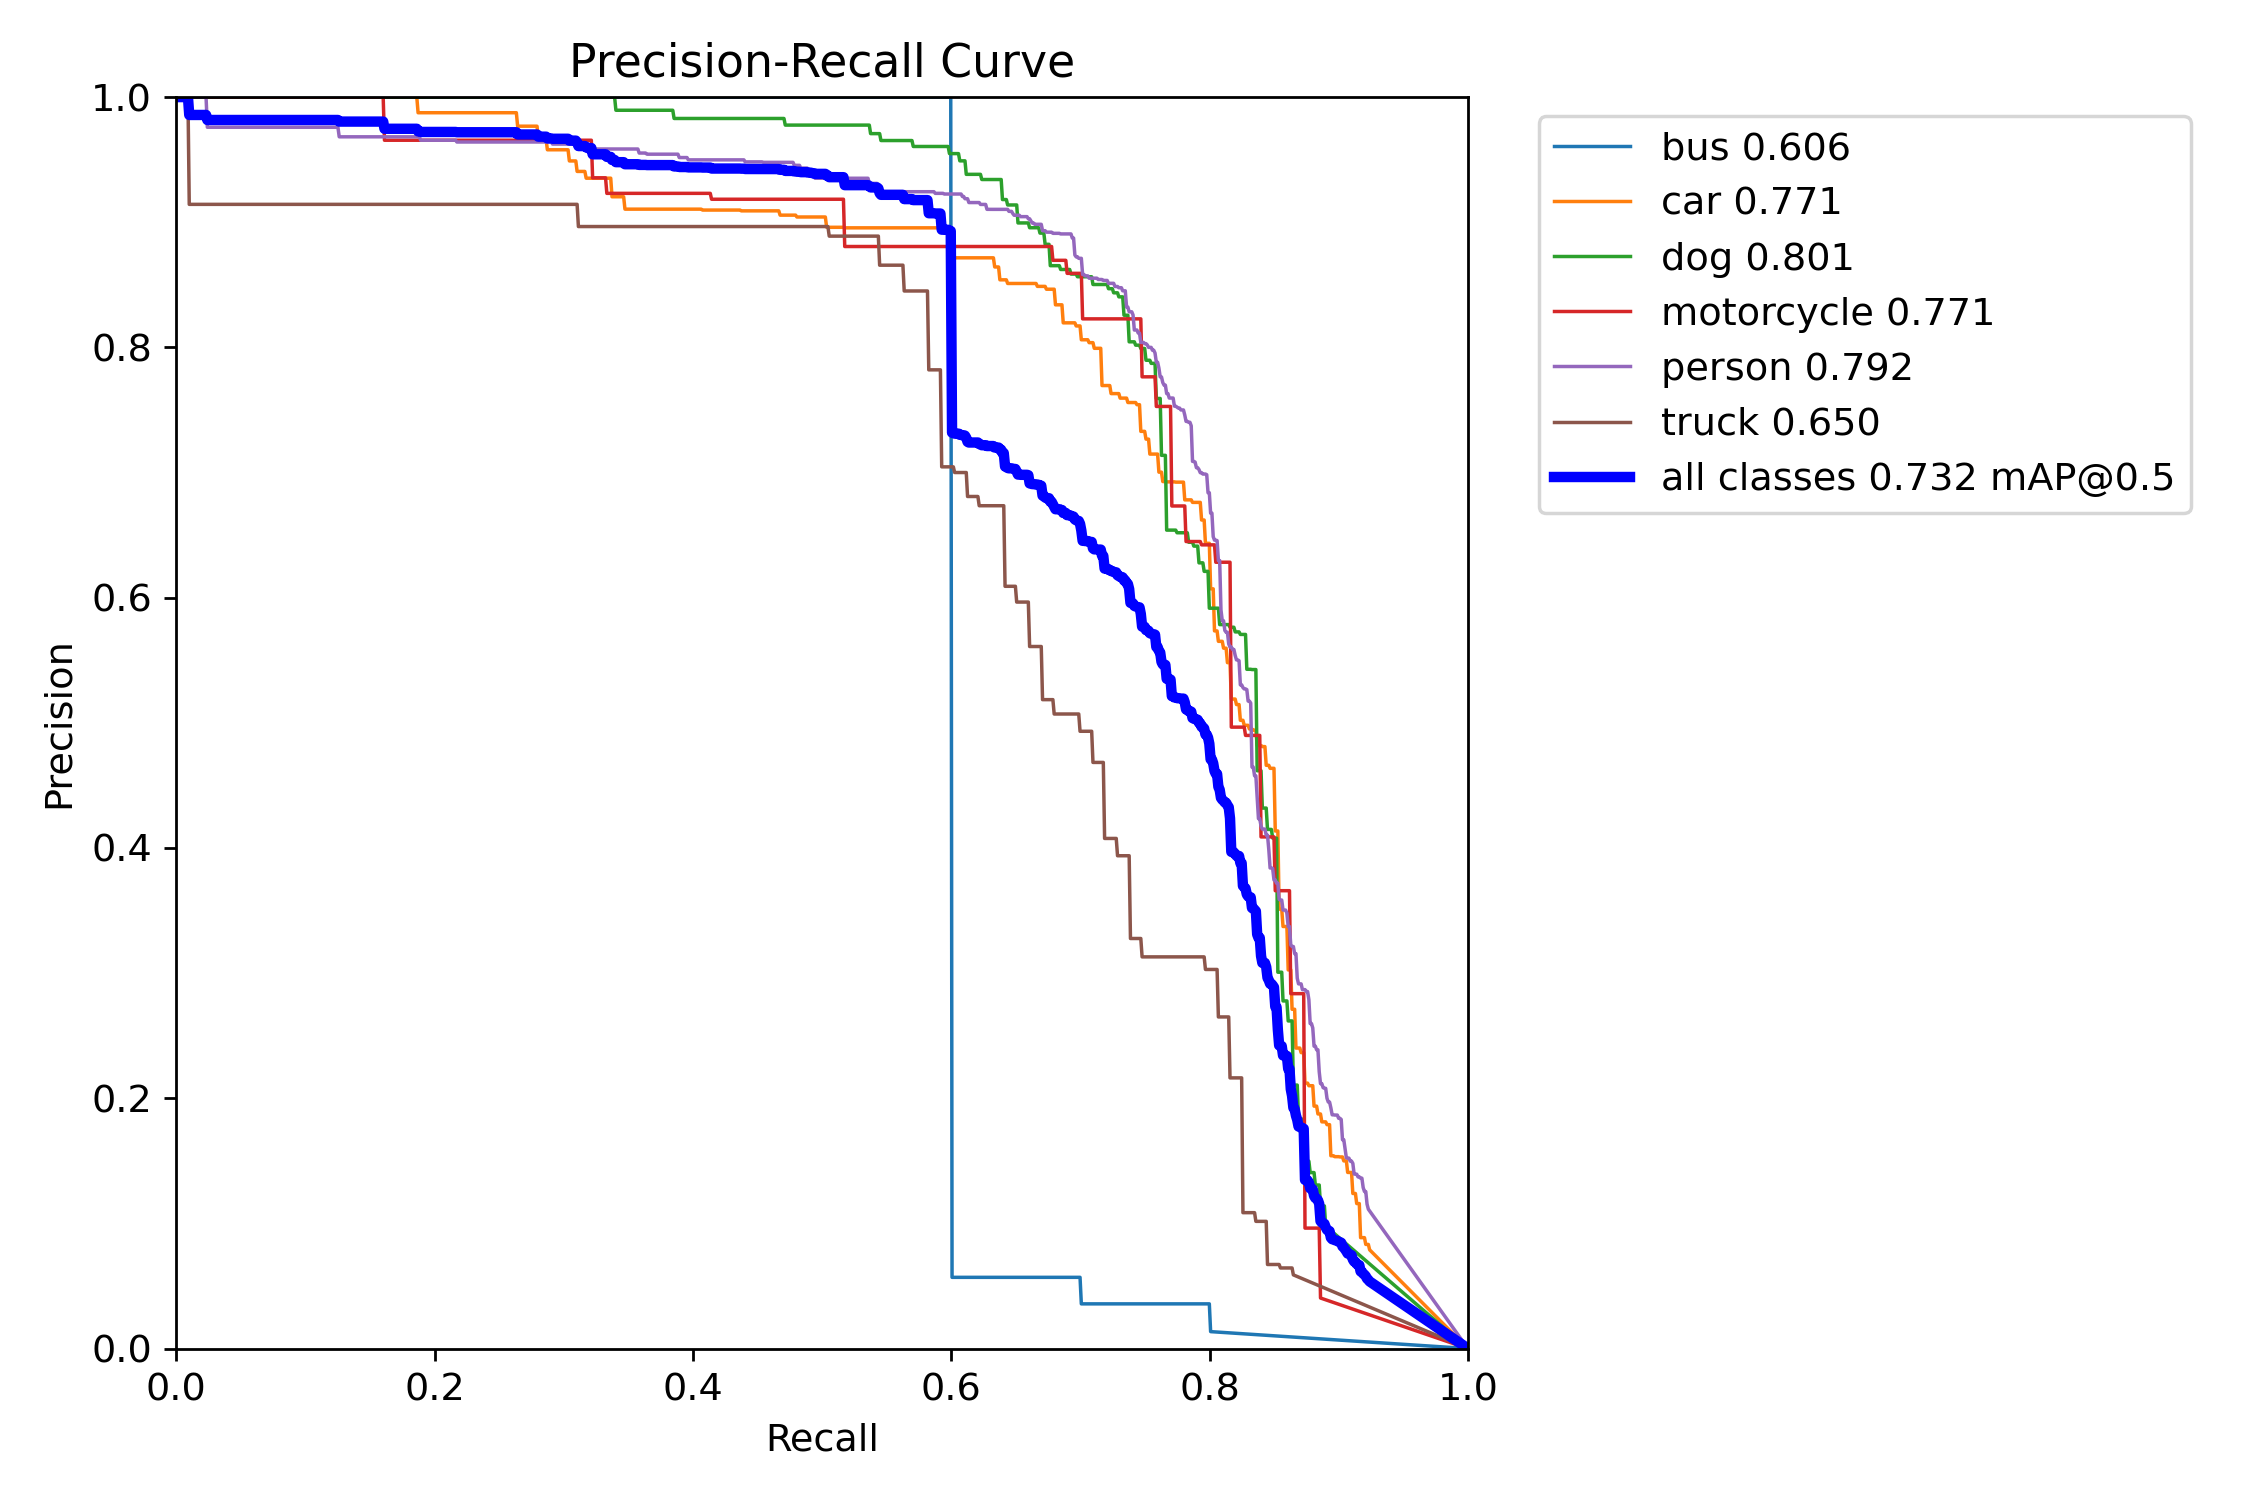 Precision-Recall Curve
1.0
0.8
0.6
0.4
0.2
0.0
Precision
0.0 0.2 0.4 0.6 0.8 1.0
Recall
bus 0.606
car 0.771
dog 0.801
motorcycle 0.771
person 0.792
truck 0.650
all classes 0.732 mAP@0.5